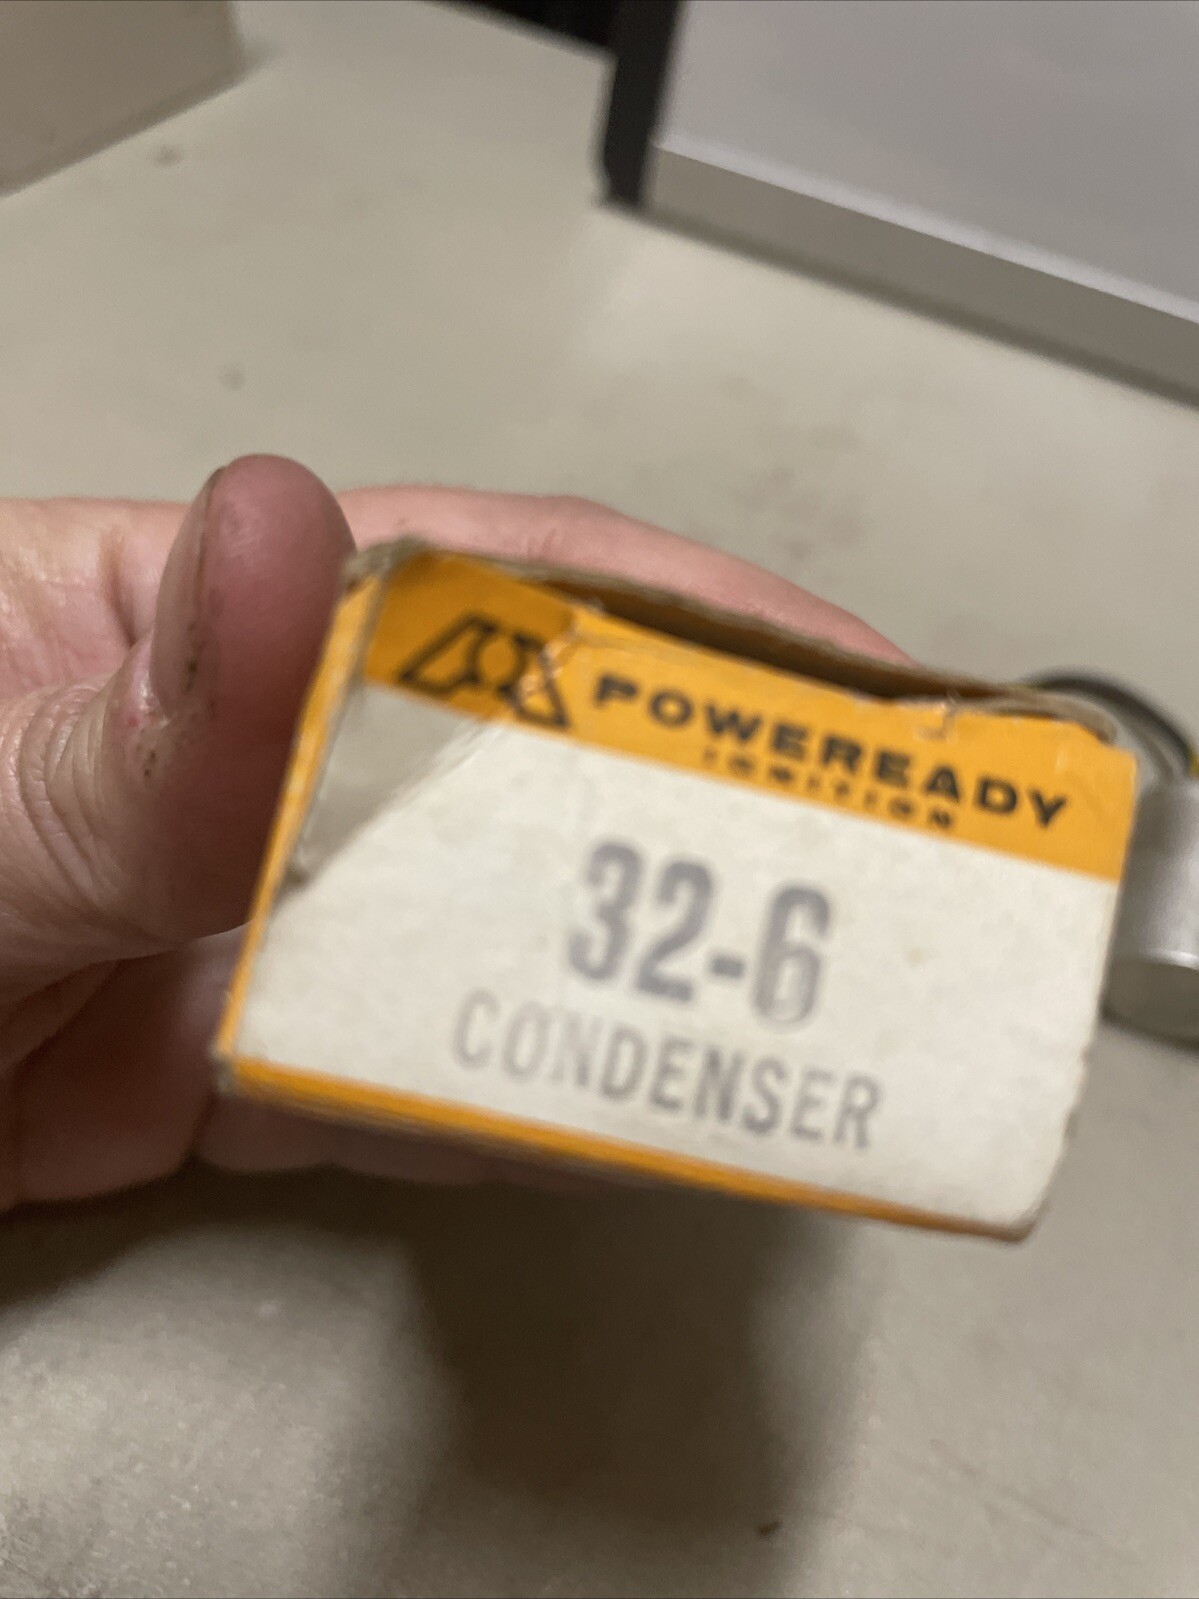 POWEREADY
IGNITION
32-6
CONDENSER